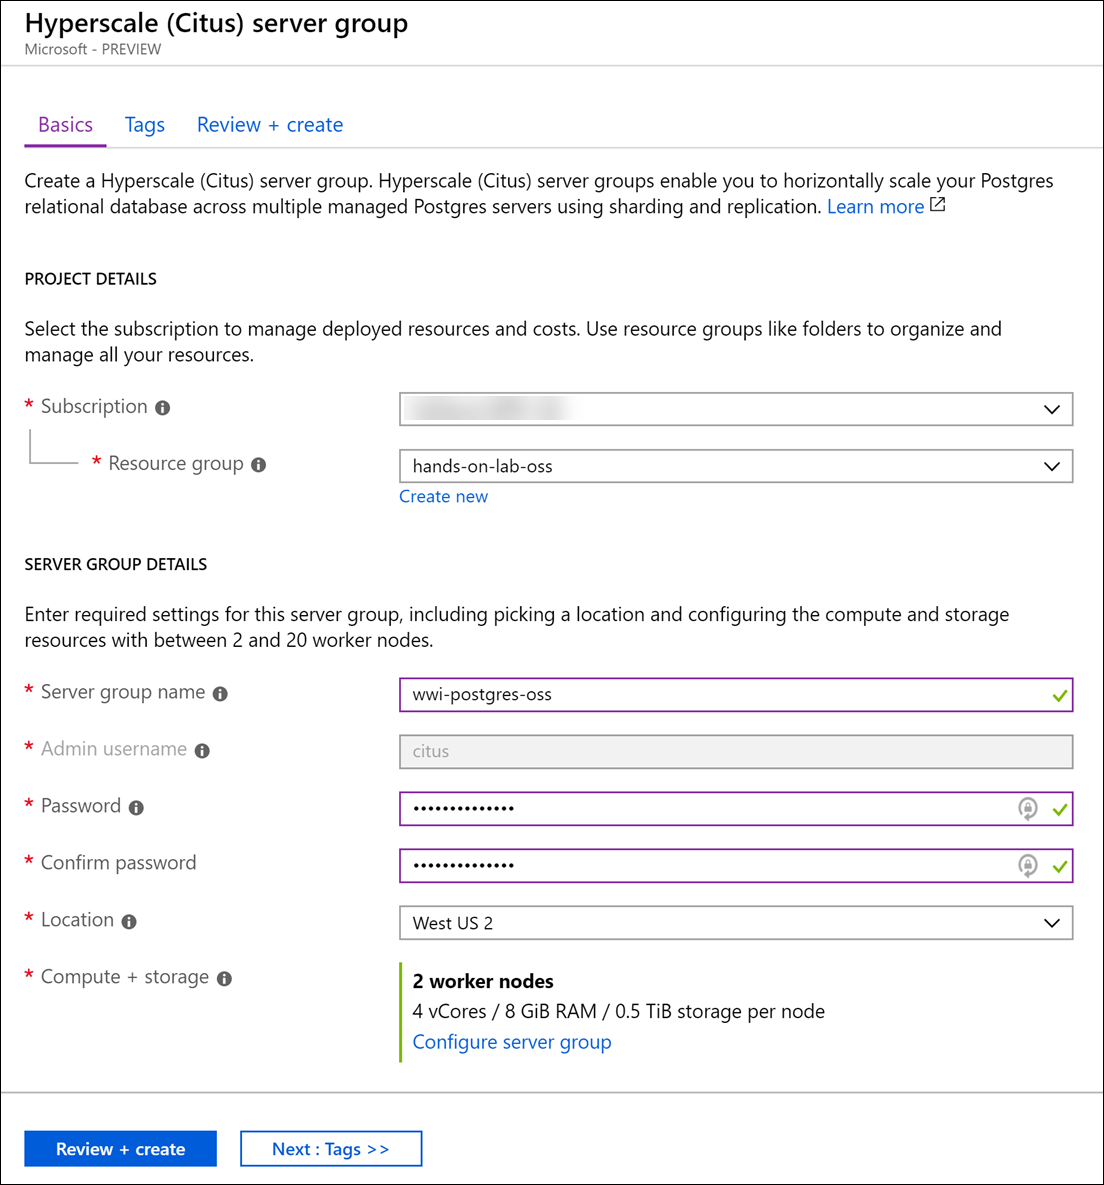 Hyperscale (Citus) server group
Microsoft - PREVIEW
Basics Tags Review + create
Create a Hyperscale (Citus) server group. Hyperscale (Citus) server groups enable you to horizontally scale your Postgres
relational database across multiple managed Postgres servers using sharding and replication. Learn more
PROJECT DETAILS
Select the subscription to manage deployed resources and costs. Use resource groups like folders to organize and
manage all your resources.
* Subscription
* Resource group hands-on-lab-oss
Create new
SERVER GROUP DETAILS
Enter required settings for this server group, including picking a location and configuring the compute and storage
resources with between 2 and 20 worker nodes.
* Server group name wwi-postgres-oss
* Admin username citus
* Password ••••••••••••••
* Confirm password ••••••••••••••
* Location West US 2
* Compute + storage 2 worker nodes
4 vCores / 8 GiB RAM / 0.5 TiB storage per node
Configure server group
Review + create Next : Tags >>